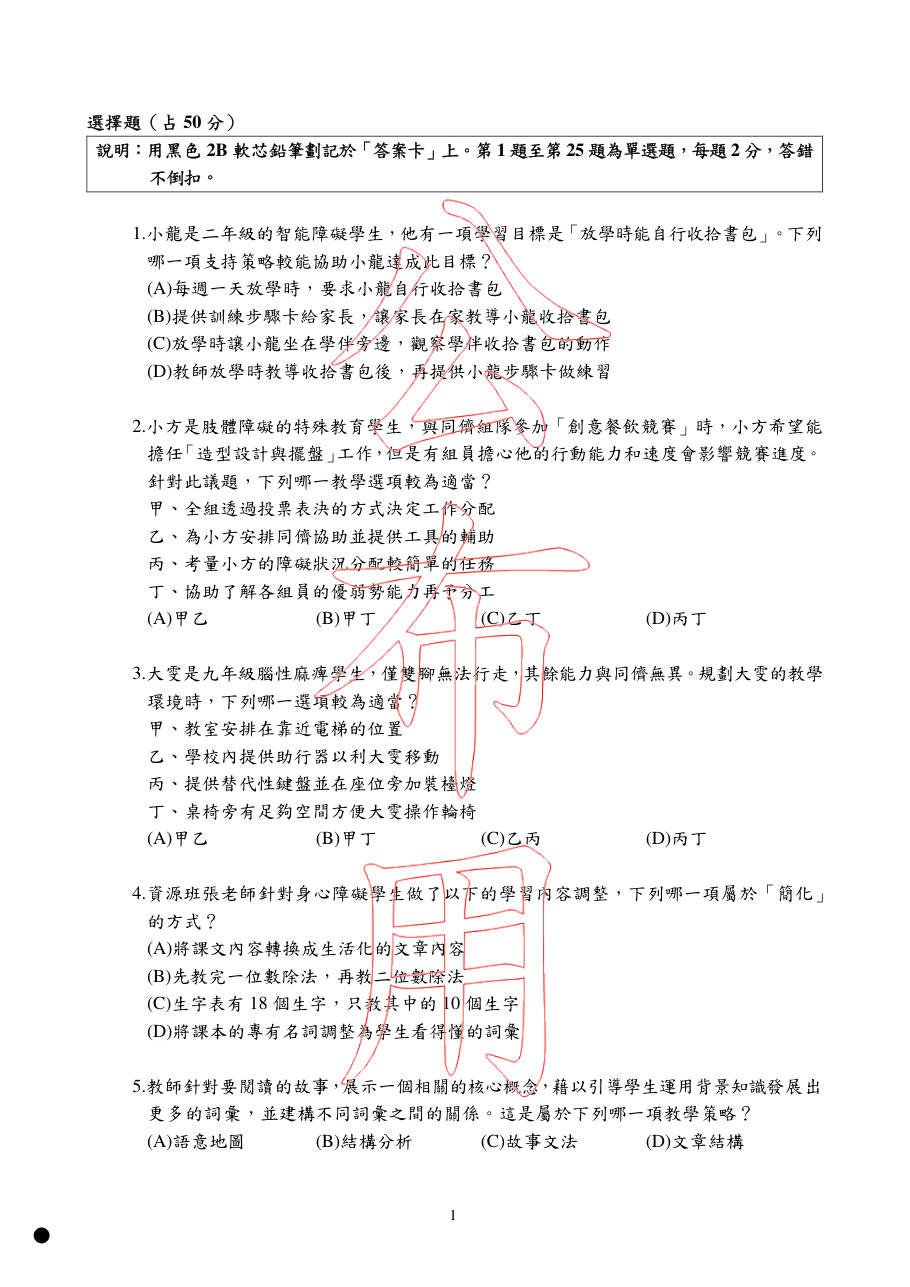 選擇題（占 50 分）
說明：用黑色 2B 軟芯鉛筆劃記於「答案卡」上。第 1 題至第 25 題為單選題，每題 2 分，答錯
不倒扣。
1.小龍是二年級的智能障礙學生，他有一項學習目標是「放學時能自行收拾書包」。下列
哪一項支持策略較能協助小龍達成此目標？
(A)每週一天放學時，要求小龍自行收拾書包
(B)提供訓練步驟卡給家長，讓家長在家教導小龍收拾書包
(C)放學時讓小龍坐在學伴旁邊，觀察學伴收拾書包的動作
(D)教師放學時教導收拾書包後，再提供小龍步驟卡做練習
2.小方是肢體障礙的特殊教育學生，與同儕組隊參加「創意餐飲競賽」時，小方希望能
擔任「造型設計與擺盤」工作，但是有組員擔心他的行動能力和速度會影響競賽進度。
針對此議題，下列哪一教學選項較為適當？
甲、全組透過投票表決的方式決定工作分配
乙、為小方安排同儕協助並提供工具的輔助
丙、考量小方的障礙狀況分配較簡單的任務
丁、協助了解各組員的優弱勢能力再予分工
(A)甲乙 (B)甲丁 (C)乙丁 (D)丙丁
3.大雯是九年級腦性麻痺學生，僅雙腳無法行走，其餘能力與同儕無異。規劃大雯的教學
環境時，下列哪一選項較為適當？
甲、教室安排在靠近電梯的位置
乙、學校內提供助行器以利大雯移動
丙、提供替代性鍵盤並在座位旁加裝檯燈
丁、桌椅旁有足夠空間方便大雯操作輪椅
(A)甲乙 (B)甲丁 (C)乙丙 (D)丙丁
4.資源班張老師針對身心障礙學生做了以下的學習內容調整，下列哪一項屬於「簡化」
的方式？
(A)將課文內容轉換成生活化的文章內容
(B)先教完一位數除法，再教二位數除法
(C)生字表有 18 個生字，只教其中的 10 個生字
(D)將課本的專有名詞調整為學生看得懂的詞彙
5.教師針對要閱讀的故事，展示一個相關的核心概念，藉以引導學生運用背景知識發展出
更多的詞彙，並建構不同詞彙之間的關係。這是屬於下列哪一項教學策略？
(A)語意地圖 (B)結構分析 (C)故事文法 (D)文章結構
1
公布用